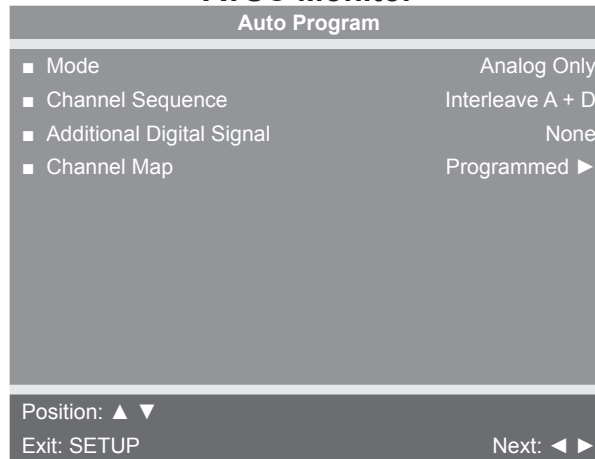 Auto Program
■ Mode Analog Only
■ Channel Sequence Interleave A + D
■ Additional Digital Signal None
■ Channel Map Programmed ►
Position: ▲ ▼
Exit: SETUP Next: ◄ ►